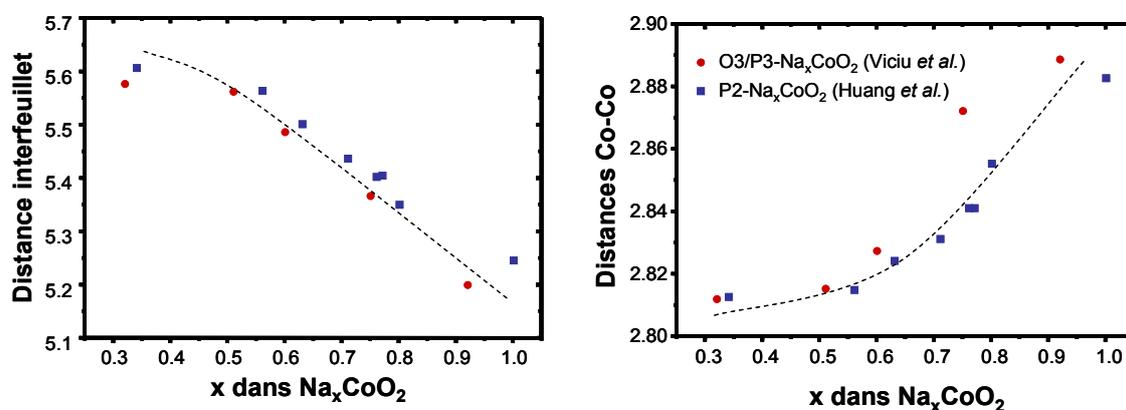 5.7
5.6
5.5
5.4
5.3
5.2
5.1
0.3 0.4 0.5 0.6 0.7 0.8 0.9 1.0
Distance interfeuillet
x dans NaₓCoO₂
2.90
2.88
2.86
2.84
2.82
2.80
0.3 0.4 0.5 0.6 0.7 0.8 0.9 1.0
Distances Co-Co
x dans NaₓCoO₂
O3/P3-NaₓCoO₂ (Viciu et al.)
P2-NaₓCoO₂ (Huang et al.)